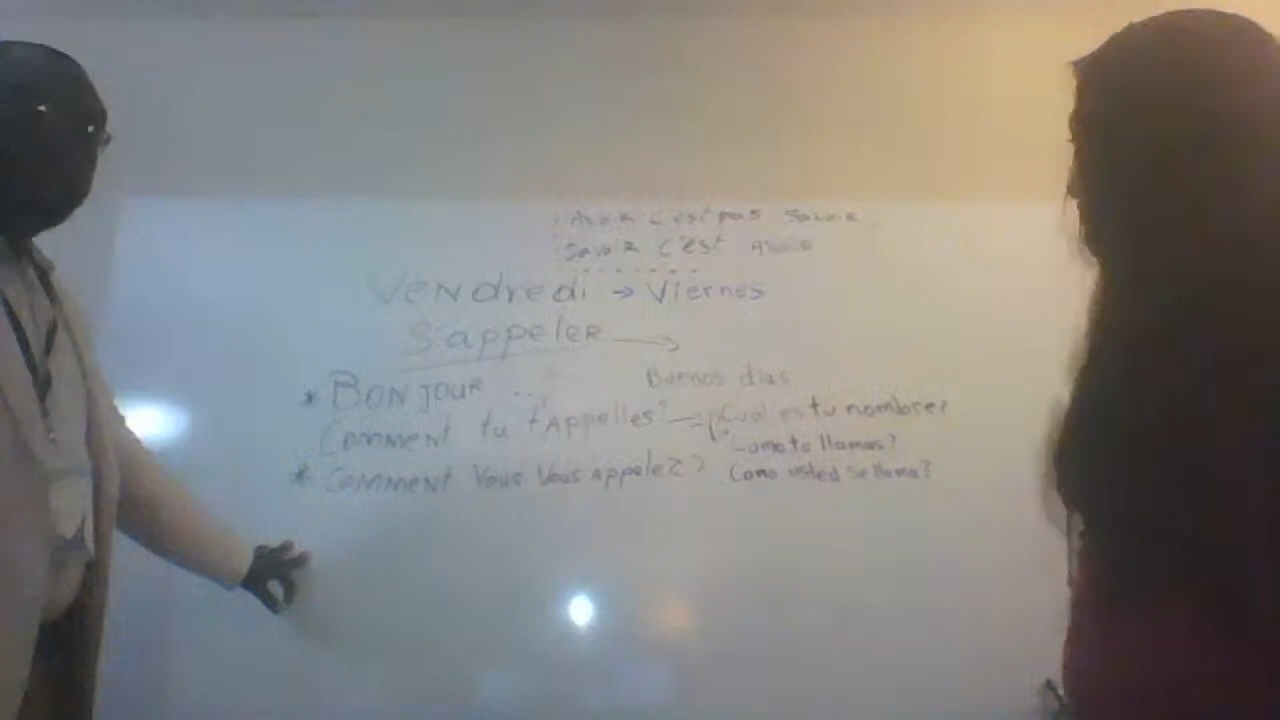 Avoir c'est pas Savoir
Savoir c'est Avoir
Vendredi → Viernes
S'appeler →
* BONJOUR ... Buenos dias
Comment tu t'Appelles? → ¿Cual es tu nombre?
Como te llamas?
* Comment Vous Vous appelez? Como usted se llama?